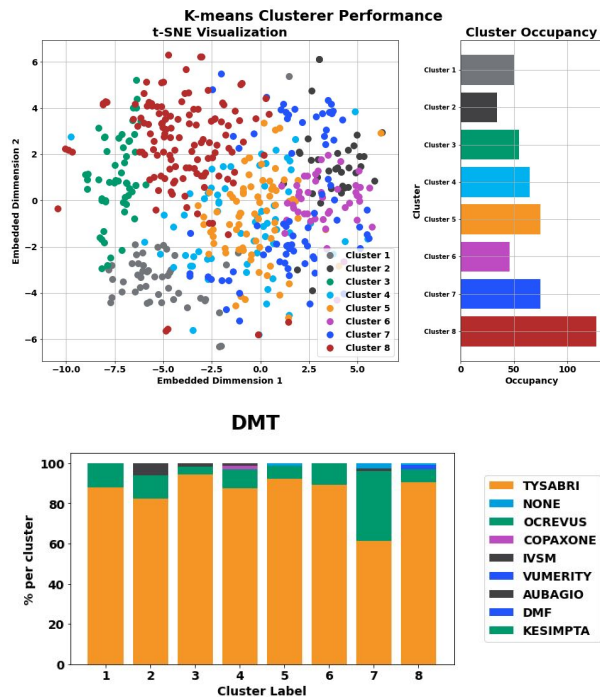 K-means Clusterer Performance
t-SNE Visualization
Cluster Occupancy
6
4
2
0
−2
−4
−6
Embedded Dimmension 2
−10.0
−7.5
−5.0
−2.5
0.0
2.5
5.0
Embedded Dimmension 1
Cluster 1
Cluster 2
Cluster 3
Cluster 4
Cluster 5
Cluster 6
Cluster 7
Cluster 8
Cluster
Cluster 1
Cluster 2
Cluster 3
Cluster 4
Cluster 5
Cluster 6
Cluster 7
Cluster 8
0
50
100
Occupancy
DMT
% per cluster
100
80
60
40
20
0
1
2
3
4
5
6
7
8
Cluster Label
TYSABRI
NONE
OCREVUS
COPAXONE
IVSM
VUMERITY
AUBAGIO
DMF
KESIMPTA